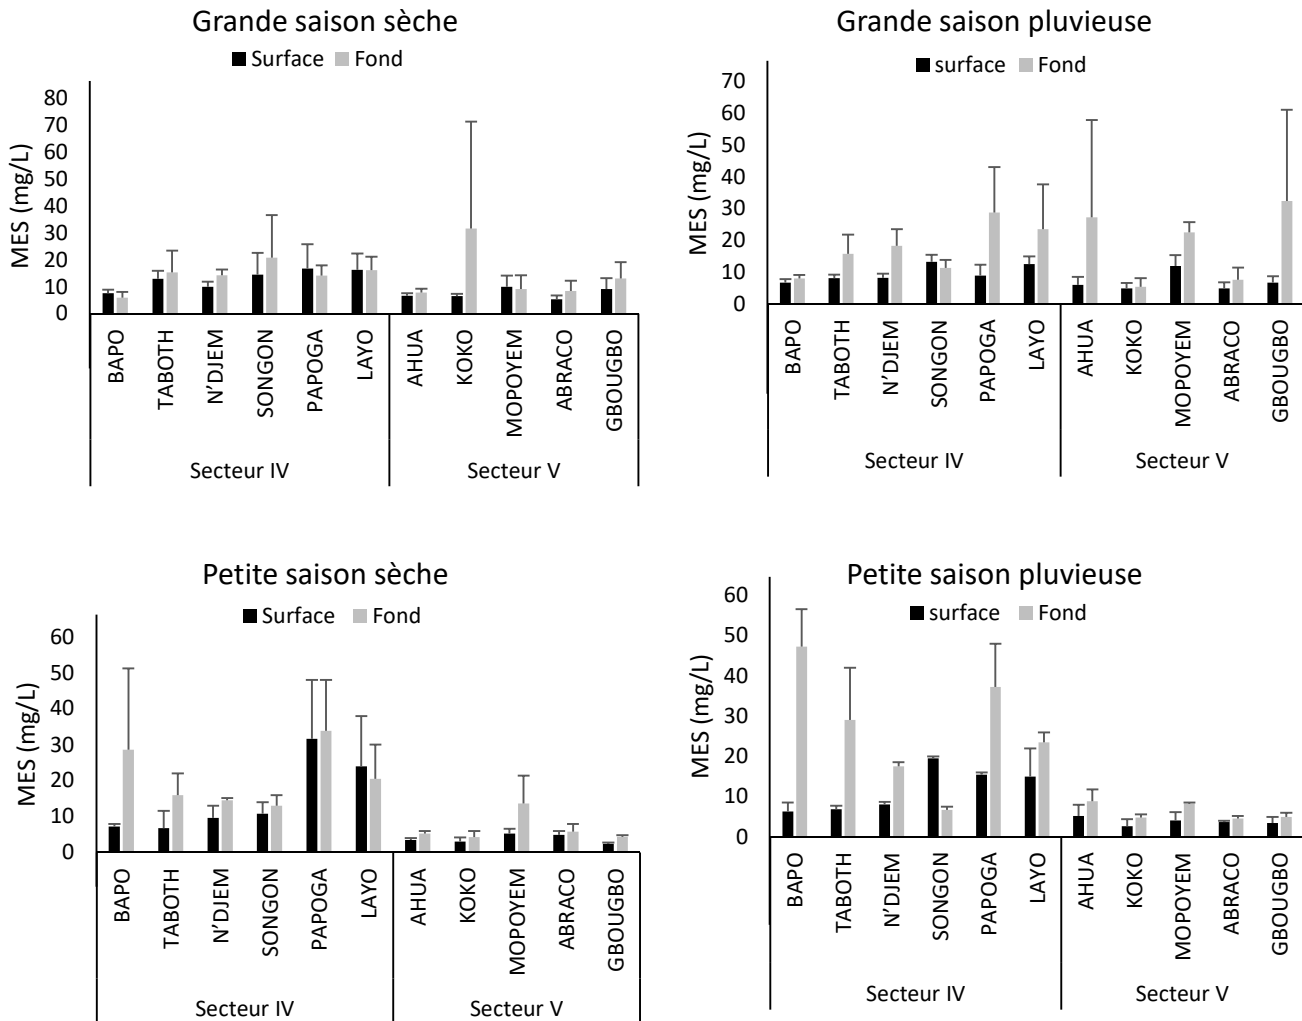 Grande saison sèche
Surface Fond
MES (mg/L)
80
70
60
50
40
30
20
10
0
BAPO
TABOTH
N'DJEM
SONGON
PAPOGA
LAYO
AHUA
KOKO
MOPOYEM
ABRACO
GBOUGBO
Secteur IV
Secteur V
Grande saison pluvieuse
surface Fond
MES (mg/L)
70
60
50
40
30
20
10
0
BAPO
TABOTH
N'DJEM
SONGON
PAPOGA
LAYO
AHUA
KOKO
MOPOYEM
ABRACO
GBOUGBO
Secteur IV
Secteur V
Petite saison sèche
Surface Fond
MES (mg/L)
60
50
40
30
20
10
0
BAPO
TABOTH
N'DJEM
SONGON
PAPOGA
LAYO
AHUA
KOKO
MOPOYEM
ABRACO
GBOUGBO
Secteur IV
Secteur V
Petite saison pluvieuse
surface Fond
MES (mg/L)
60
50
40
30
20
10
0
BAPO
TABOTH
N'DJEM
SONGON
PAPOGA
LAYO
AHUA
KOKO
MOPOYEM
ABRACO
GBOUGBO
Secteur IV
Secteur V